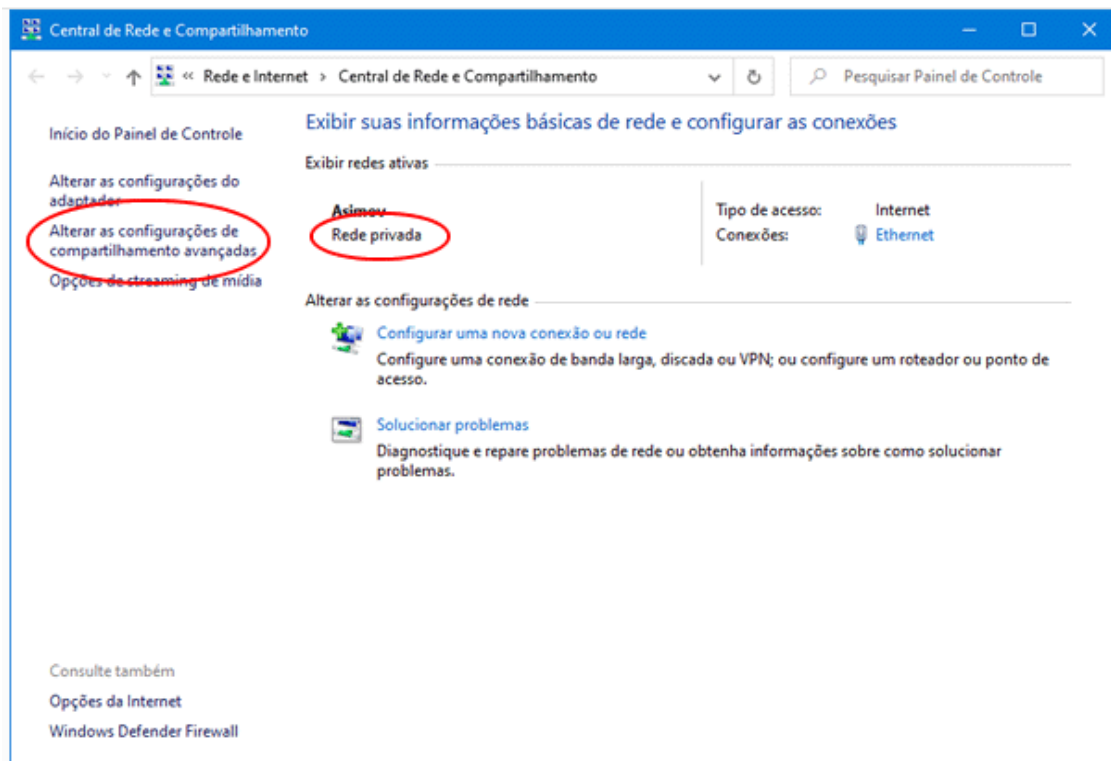 Central de Rede e Compartilhamento
« Rede e Internet › Central de Rede e Compartilhamento
Pesquisar Painel de Controle
Início do Painel de Controle
Alterar as configurações do
adaptador
Alterar as configurações de
compartilhamento avançadas
Opções de streaming de mídia
Exibir suas informações básicas de rede e configurar as conexões
Exibir redes ativas
Asimov
Rede privada
Tipo de acesso: Internet
Conexões: Ethernet
Alterar as configurações de rede
Configurar uma nova conexão ou rede
Configure uma conexão de banda larga, discada ou VPN; ou configure um roteador ou ponto de
acesso.
Solucionar problemas
Diagnostique e repare problemas de rede ou obtenha informações sobre como solucionar
problemas.
Consulte também
Opções da Internet
Windows Defender Firewall